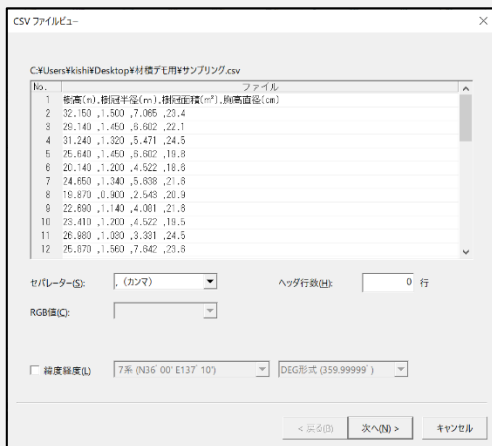 CSV ファイルビュー
C:¥Users¥kishi¥Desktop¥材積デモ用¥サンプリング.csv
No. ファイル
1 樹高(m),樹冠半径(m),樹冠面積(m²),胸高直径(cm)
2 32.150 ,1.500 ,7.065 ,23.4
3 29.140 ,1.450 ,6.602 ,22.1
4 31.240 ,1.320 ,5.471 ,24.5
5 25.640 ,1.450 ,6.602 ,19.8
6 20.140 ,1.200 ,4.522 ,18.6
7 24.650 ,1.340 ,5.638 ,21.6
8 19.870 ,0.900 ,2.543 ,20.9
9 22.690 ,1.140 ,4.081 ,21.8
10 23.410 ,1.200 ,4.522 ,19.5
11 26.980 ,1.030 ,3.331 ,24.5
12 25.870 ,1.560 ,7.642 ,23.6
セパレーター(S): , (カンマ) ヘッダ行数(H): 0 行
RGB値(C):
緯度経度(L) 7系 (N36゚ 00' E137゚ 10') DEG形式 (359.99999゚)
< 戻る(B) 次へ(N) > キャンセル